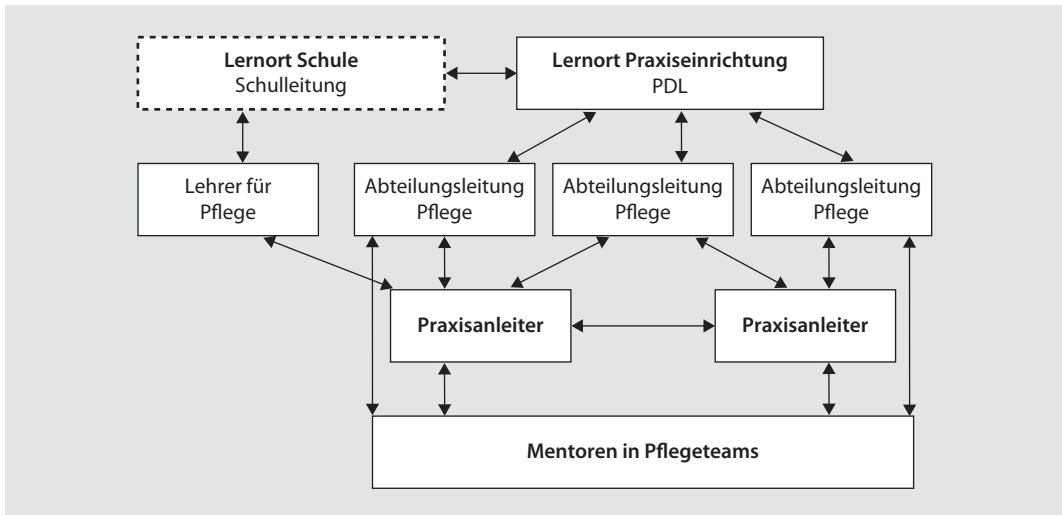 Lernort Schule
Schulleitung
Lernort Praxiseinrichtung
PDL
Lehrer für
Pflege
Abteilungsleitung
Pflege
Abteilungsleitung
Pflege
Abteilungsleitung
Pflege
Praxisanleiter
Praxisanleiter
Mentoren in Pflegeteams